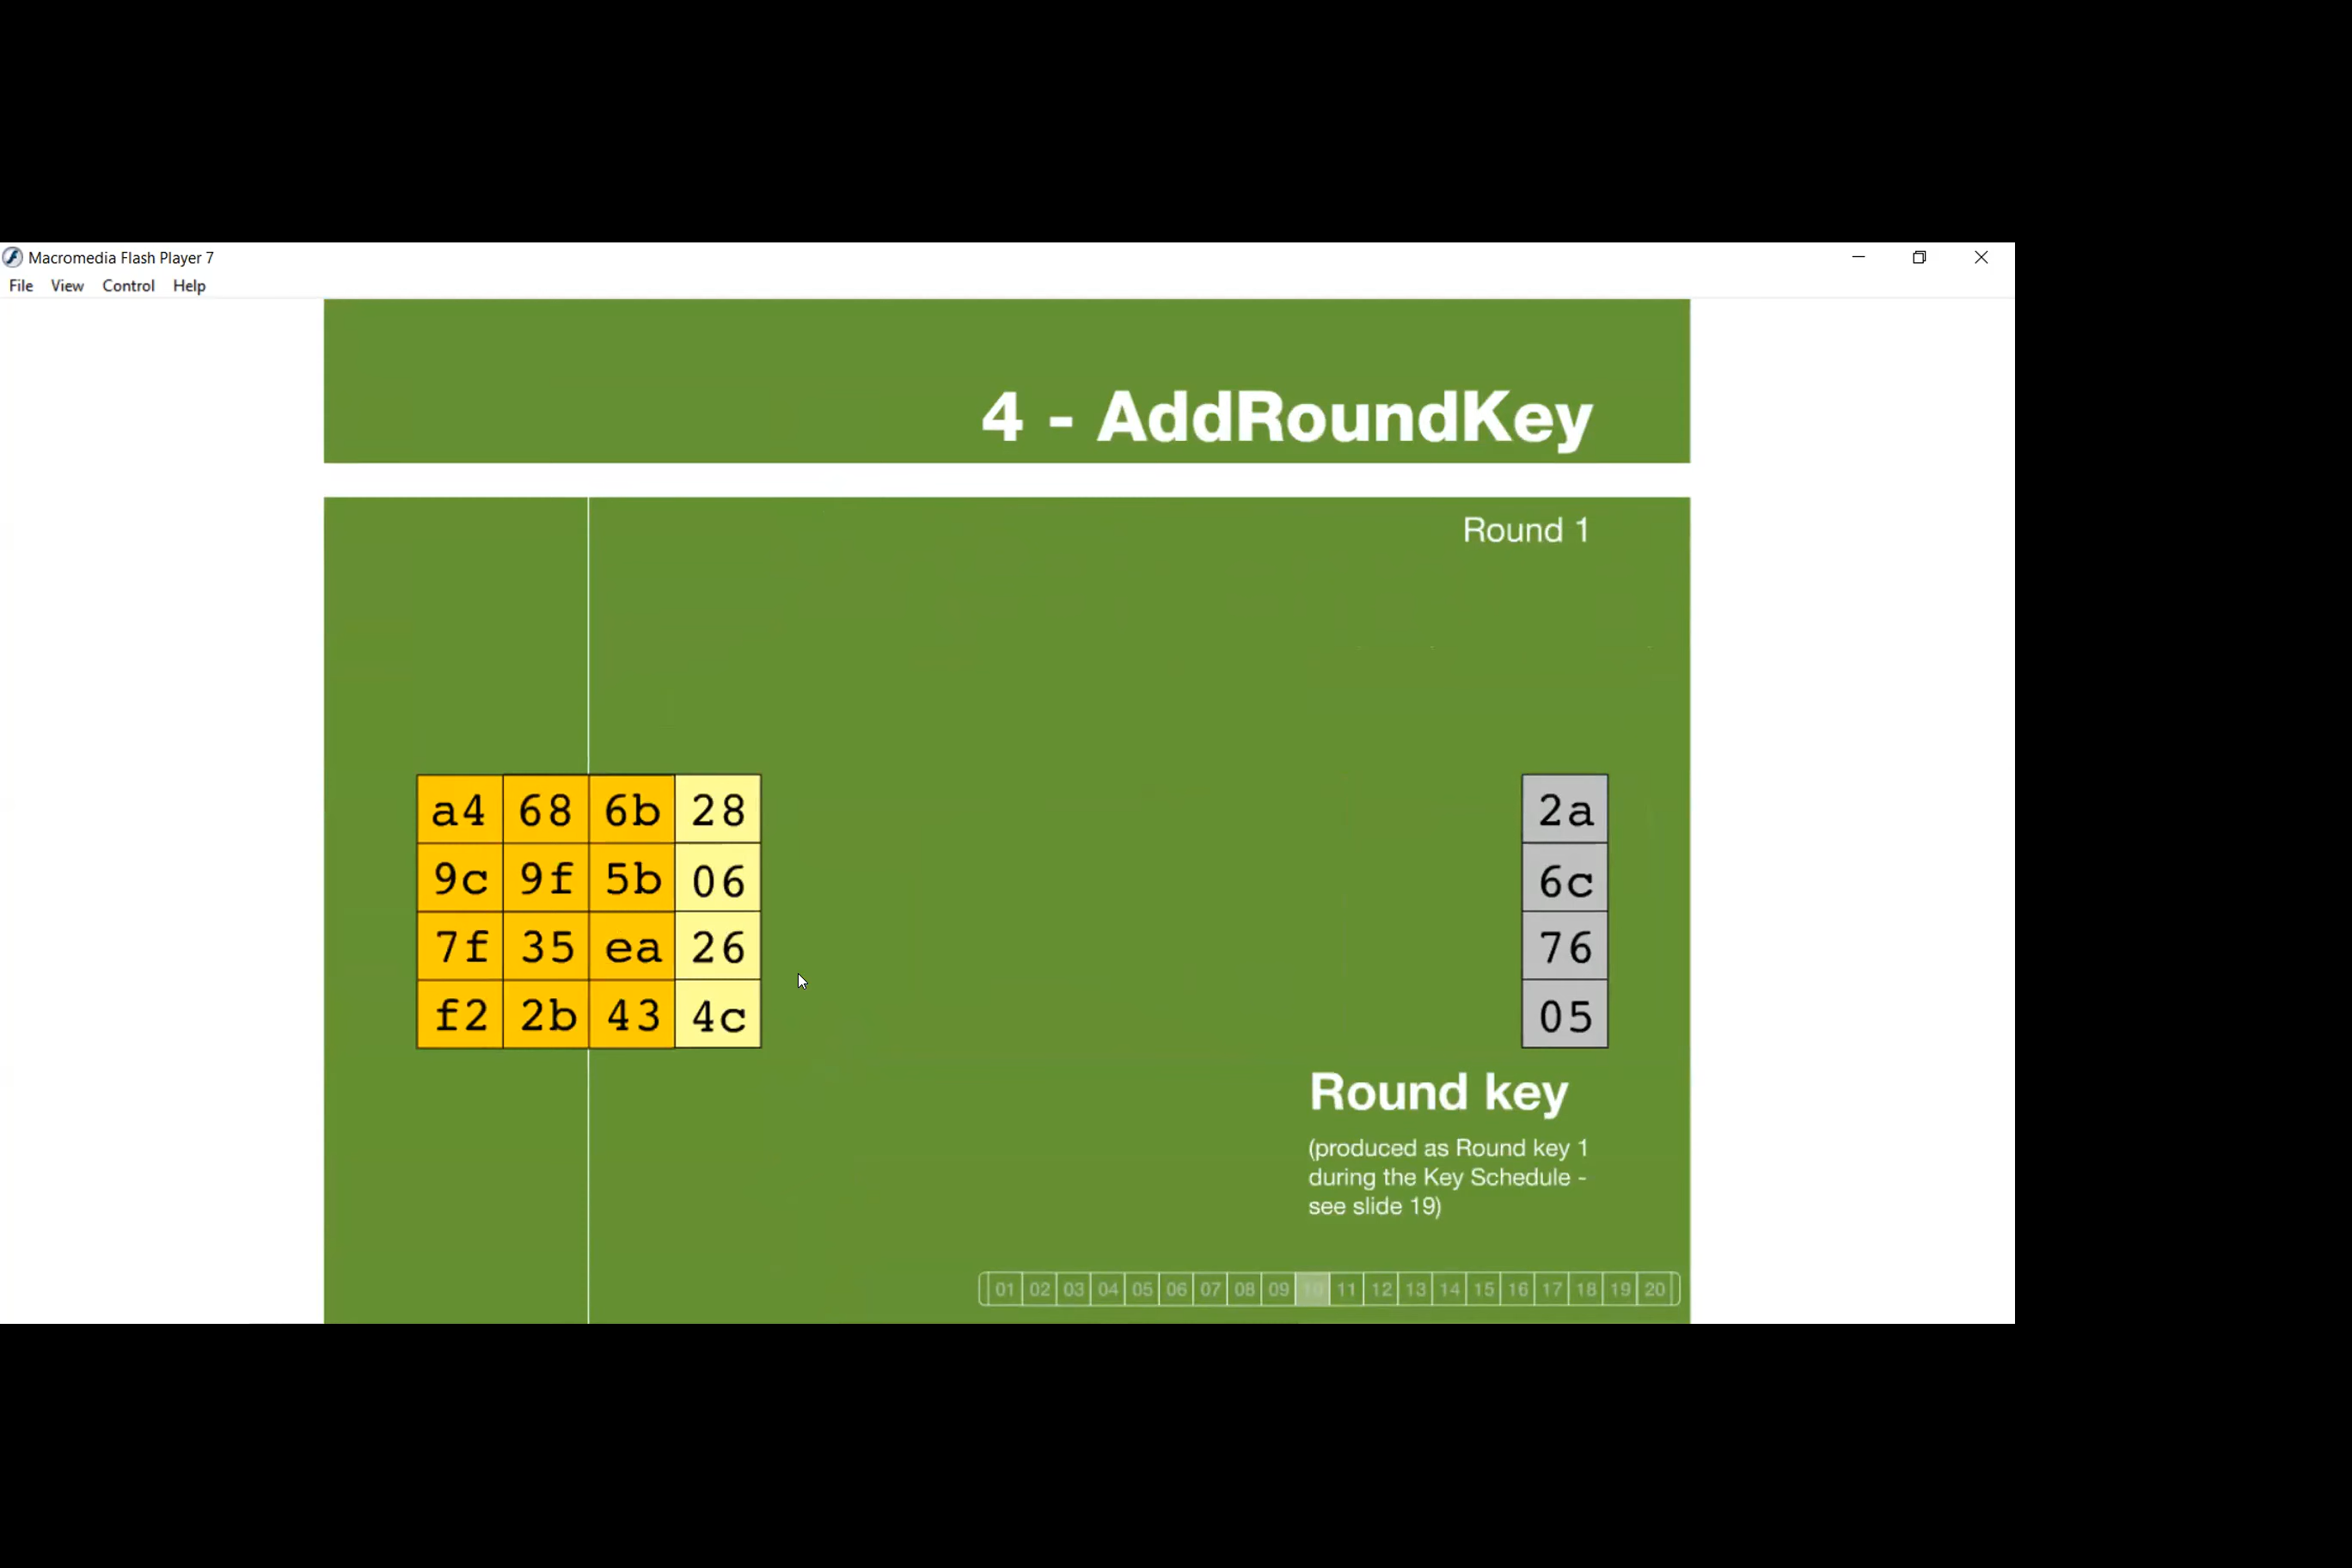 Macromedia Flash Player 7
File View Control Help
4 - AddRoundKey
Round 1
a4 68 6b 28 2a
9c 9f 5b 06 6c
7f 35 ea 26 76
f2 2b 43 4c 05
Round key
(produced as Round key 1
during the Key Schedule -
see slide 19)
01 02 03 04 05 06 07 08 09 10 11 12 13 14 15 16 17 18 19 20